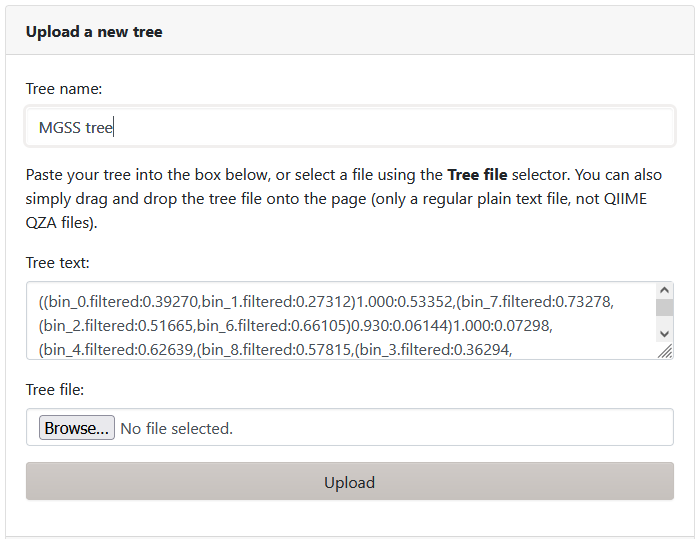 Upload a new tree
Tree name:
MGSS tree
Paste your tree into the box below, or select a file using the Tree file selector. You can also
simply drag and drop the tree file onto the page (only a regular plain text file, not QIIME
QZA files).
Tree text:
((bin_0.filtered:0.39270,bin_1.filtered:0.27312)1.000:0.53352,(bin_7.filtered:0.73278,
(bin_2.filtered:0.51665,bin_6.filtered:0.66105)0.930:0.06144)1.000:0.07298,
(bin_4.filtered:0.62639,(bin_8.filtered:0.57815,(bin_3.filtered:0.36294,
Tree file:
Browse... No file selected.
Upload